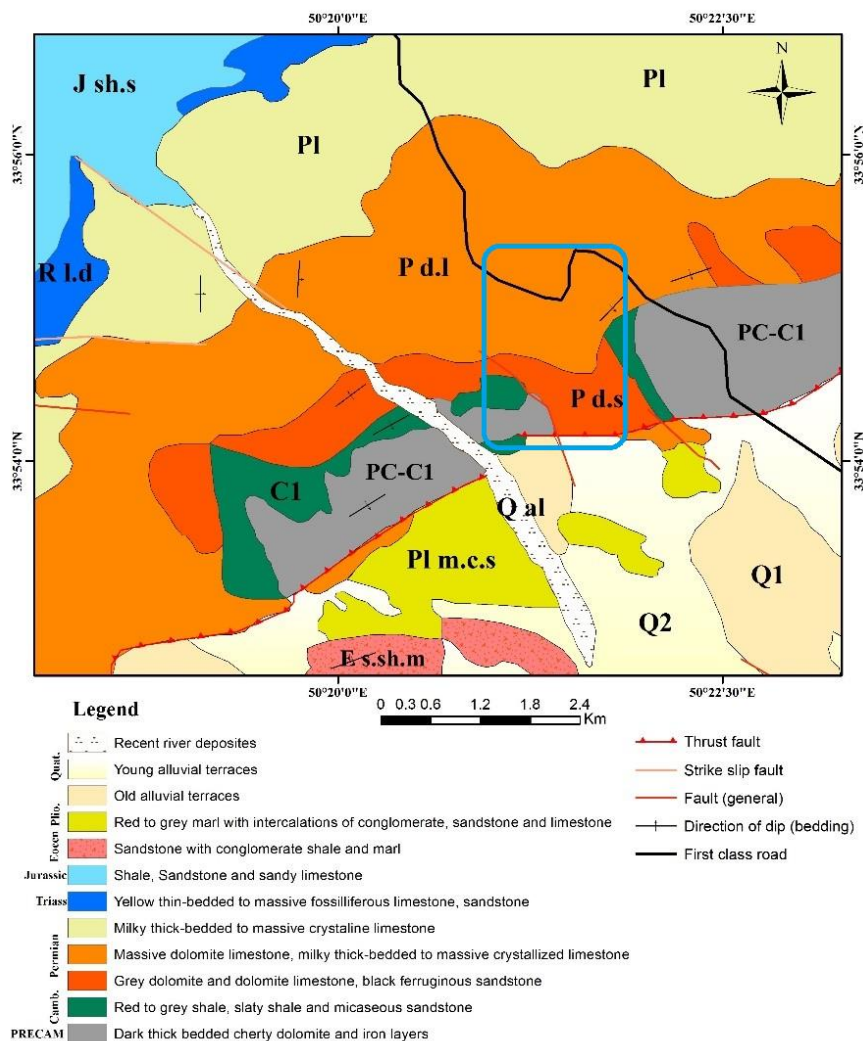 50°20'0"E 50°22'30"E
N
J sh.s
Pl
Pl
33°56'0"N 33°56'0"N
R l.d
P d.l
PC-C1
P d.s
33°54'0"N 33°54'0"N
PC-C1
C1
Q al
Pl m.c.s
Q1
Q2
E s.sh.m
50°20'0"E 50°22'30"E
Legend
0 0.3 0.6 1.2 1.8 2.4
Km
Quat.
Recent river deposites
Young alluvial terraces
Old alluvial terraces
Plio.
Red to grey marl with intercalations of conglomerate, sandstone and limestone
Eocen
Sandstone with conglomerate shale and marl
Jurassic Shale, Sandstone and sandy limestone
Triass Yellow thin-bedded to massive fossilliferous limestone, sandstone
Permian
Milky thick-bedded to massive crystaline limestone
Massive dolomite limestone, milky thick-bedded to massive crystallized limestone
Grey dolomite and dolomite limestone, black ferruginous sandstone
Camb.
Red to grey shale, slaty shale and micaseous sandstone
PRECAM Dark thick bedded cherty dolomite and iron layers
Thrust fault
Strike slip fault
Fault (general)
Direction of dip (bedding)
First class road